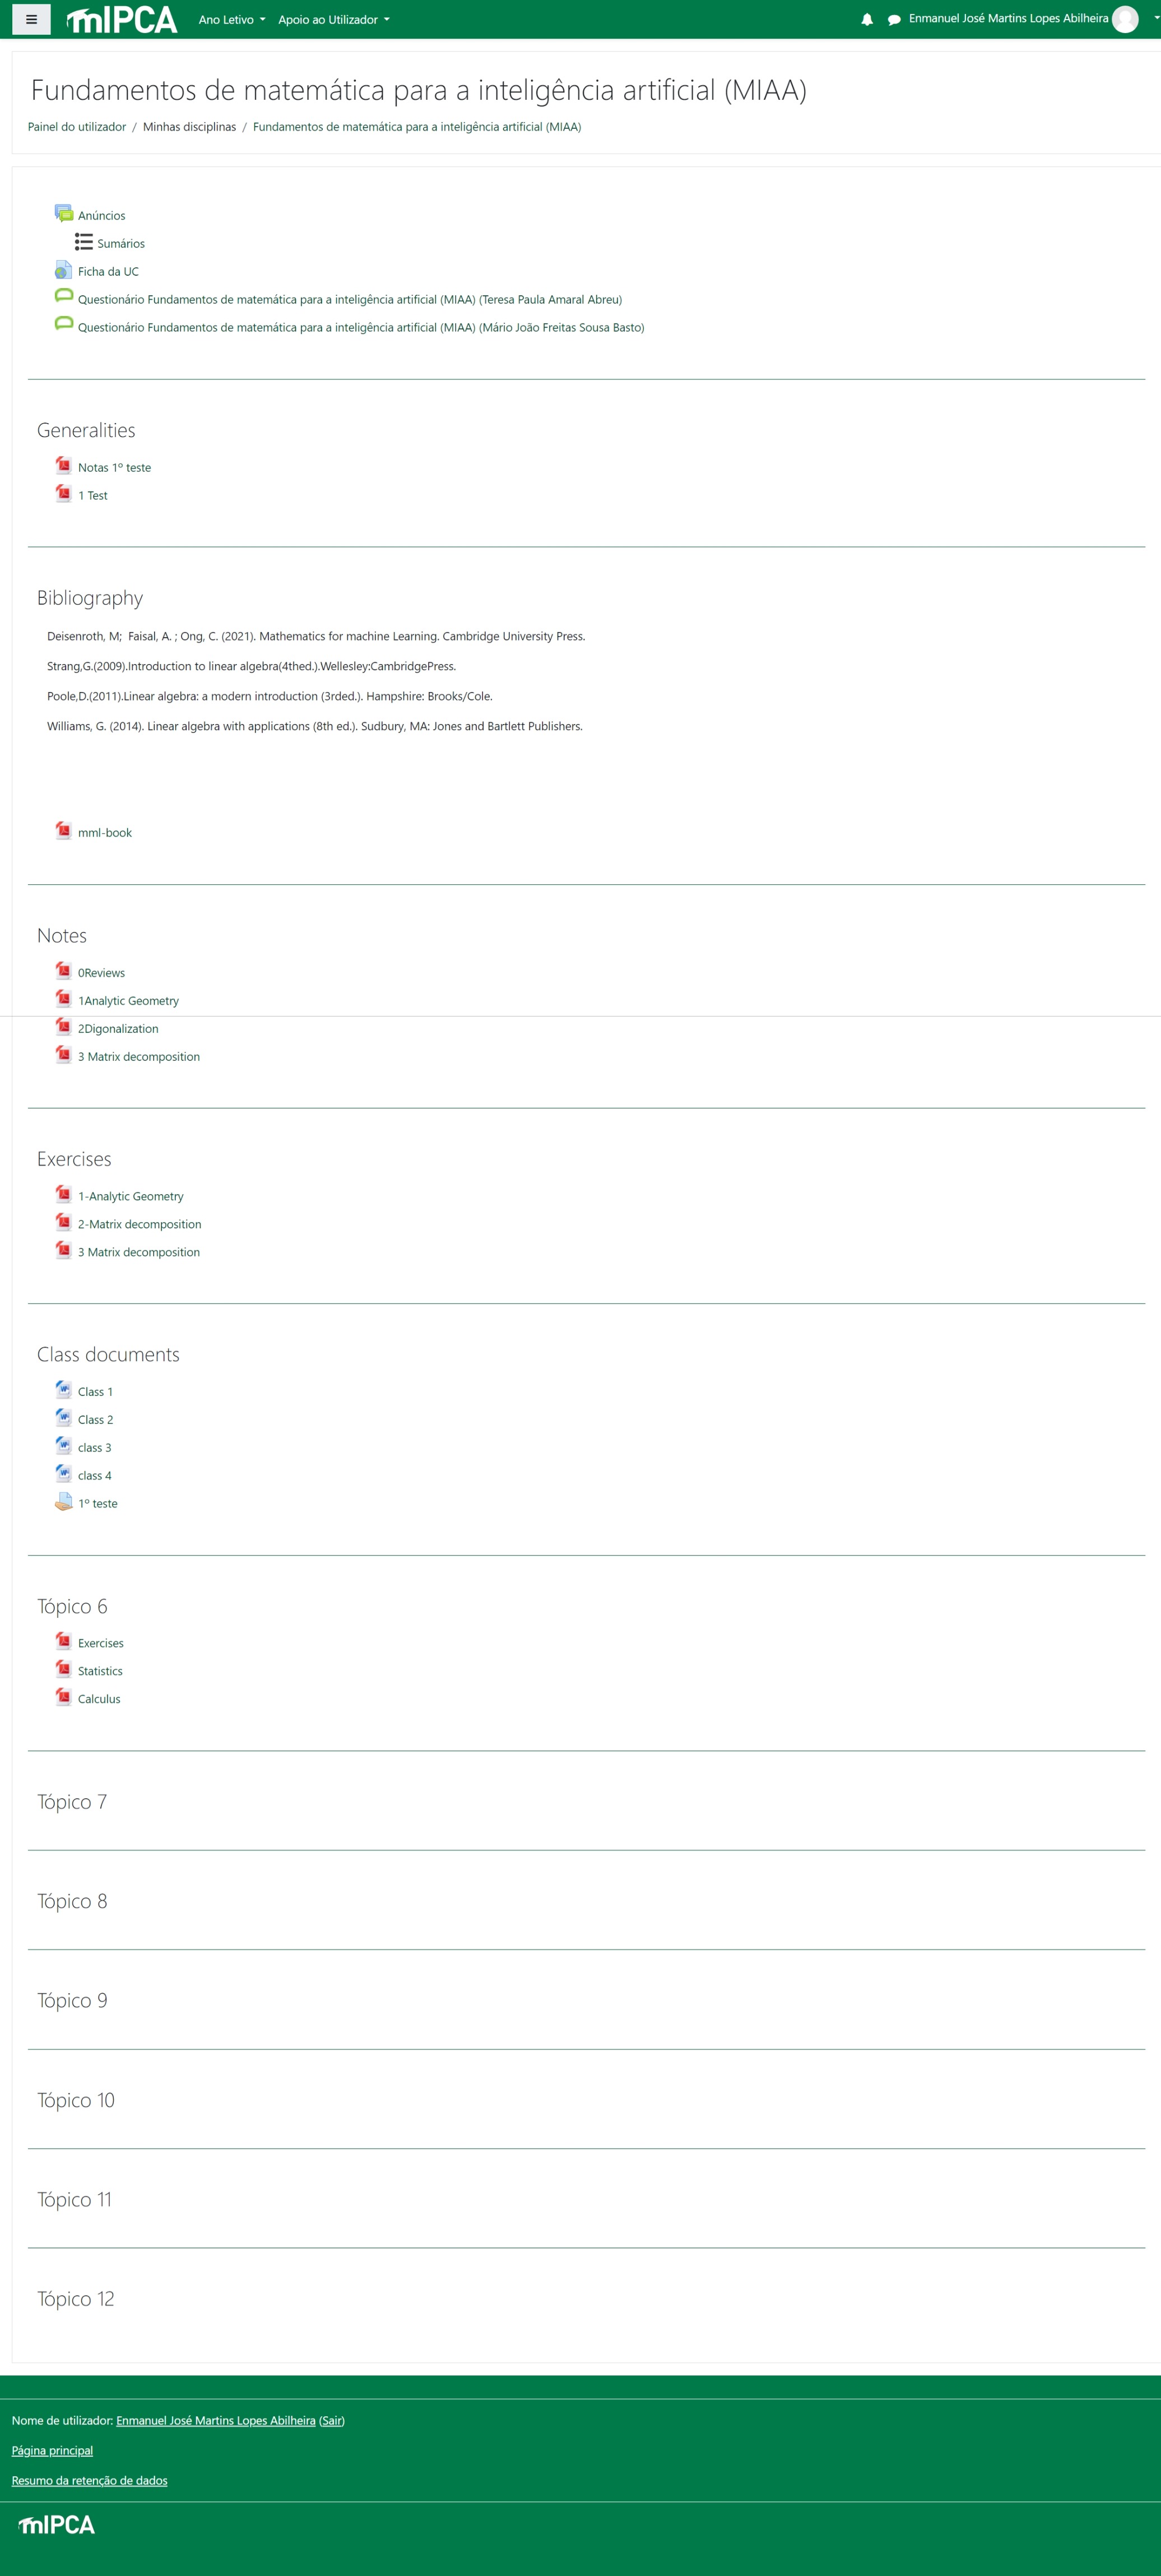 mIPCA Ano Letivo Apoio ao Utilizador Enmanuel José Martins Lopes Abilheira
Fundamentos de matemática para a inteligência artificial (MIAA)
Painel do utilizador / Minhas disciplinas / Fundamentos de matemática para a inteligência artificial (MIAA)
Anúncios
Sumários
Ficha da UC
Questionário Fundamentos de matemática para a inteligência artificial (MIAA) (Teresa Paula Amaral Abreu)
Questionário Fundamentos de matemática para a inteligência artificial (MIAA) (Mário João Freitas Sousa Basto)
Generalities
Notas 1º teste
1 Test
Bibliography
Deisenroth, M;  Faisal, A. ; Ong, C. (2021). Mathematics for machine Learning. Cambridge University Press.
Strang,G.(2009).Introduction to linear algebra(4thed.).Wellesley:CambridgePress.
Poole,D.(2011).Linear algebra: a modern introduction (3rded.). Hampshire: Brooks/Cole.
Williams, G. (2014). Linear algebra with applications (8th ed.). Sudbury, MA: Jones and Bartlett Publishers.
mml-book
Notes
0Reviews
1Analytic Geometry
2Digonalization
3 Matrix decomposition
Exercises
1-Analytic Geometry
2-Matrix decomposition
3 Matrix decomposition
Class documents
Class 1
Class 2
class 3
class 4
1º teste
Tópico 6
Exercises
Statistics
Calculus
Tópico 7
Tópico 8
Tópico 9
Tópico 10
Tópico 11
Tópico 12
Nome de utilizador: Enmanuel José Martins Lopes Abilheira (Sair)
Página principal
Resumo da retenção de dados
mIPCA